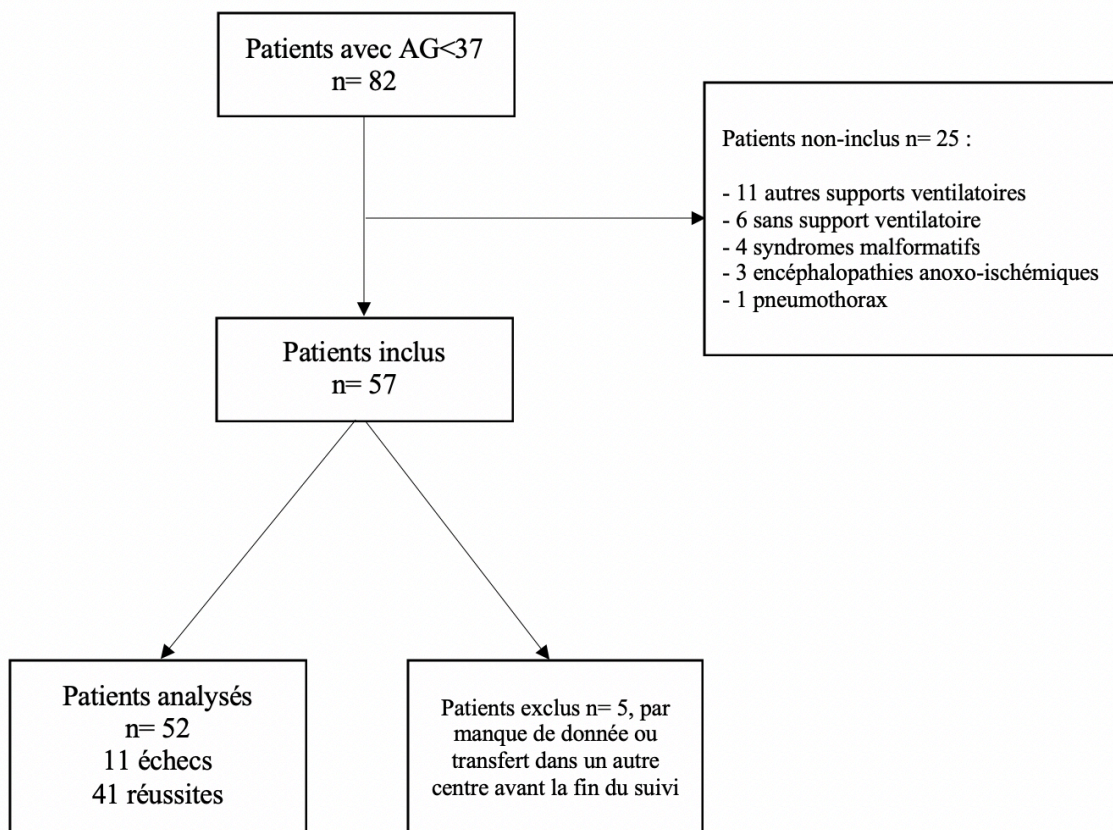 Patients avec AG<37
n= 82
Patients non-inclus n= 25 :
- 11 autres supports ventilatoires
- 6 sans support ventilatoire
- 4 syndromes malformatifs
- 3 encéphalopathies anoxo-ischémiques
- 1 pneumothorax
Patients inclus
n= 57
Patients analysés
n= 52
11 échecs
41 réussites
Patients exclus n= 5, par
manque de donnée ou
transfert dans un autre
centre avant la fin du suivi